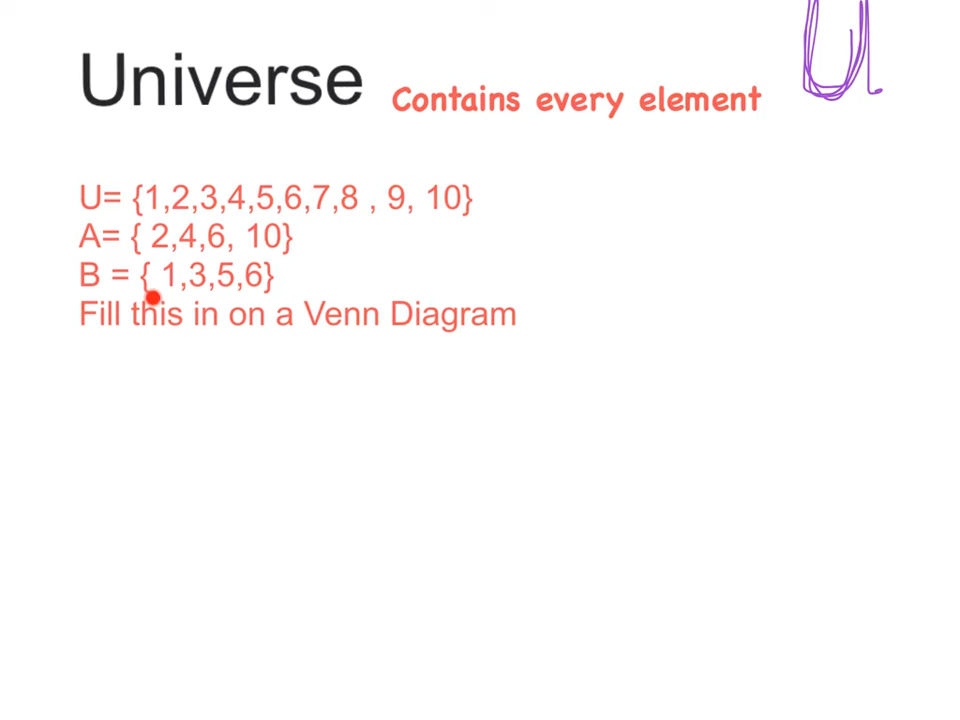 Universe Contains every element U
U= {1,2,3,4,5,6,7,8 , 9, 10}
A= { 2,4,6, 10}
B = { 1,3,5,6}
Fill this in on a Venn Diagram